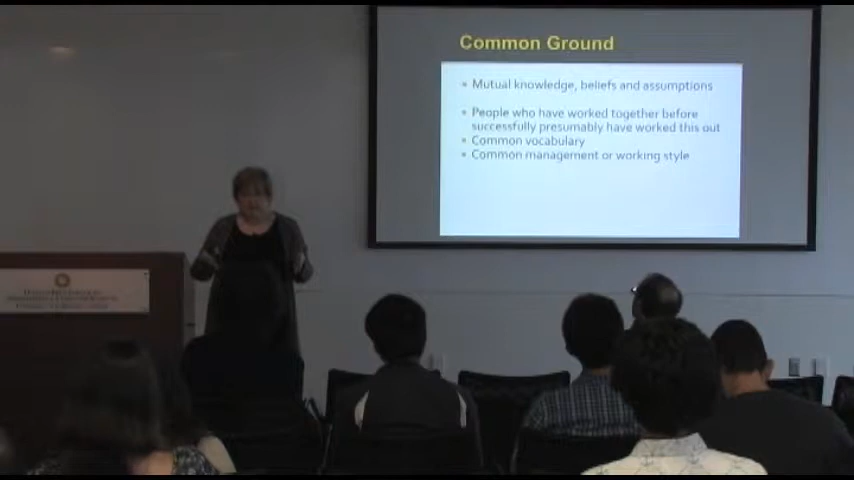 Common Ground
Mutual knowledge, beliefs and assumptions
People who have worked together before
successfully presumably have worked this out
Common vocabulary
Common management or working style